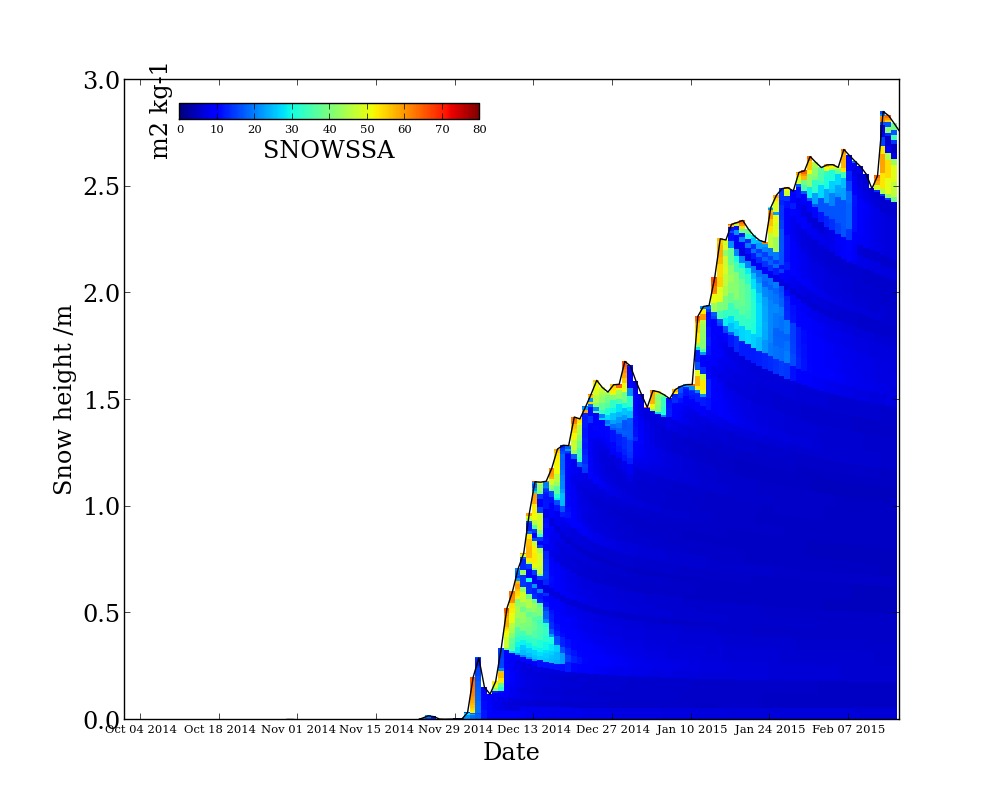 3.0
m2 kg-1
0 10 20 30 40 50 60 70 80
SNOWSSA
2.5
2.0
Snow height /m
1.5
1.0
0.5
0.0
Oct 04 2014 Oct 18 2014 Nov 01 2014 Nov 15 2014 Nov 29 2014 Dec 13 2014 Dec 27 2014 Jan 10 2015 Jan 24 2015 Feb 07 2015
Date